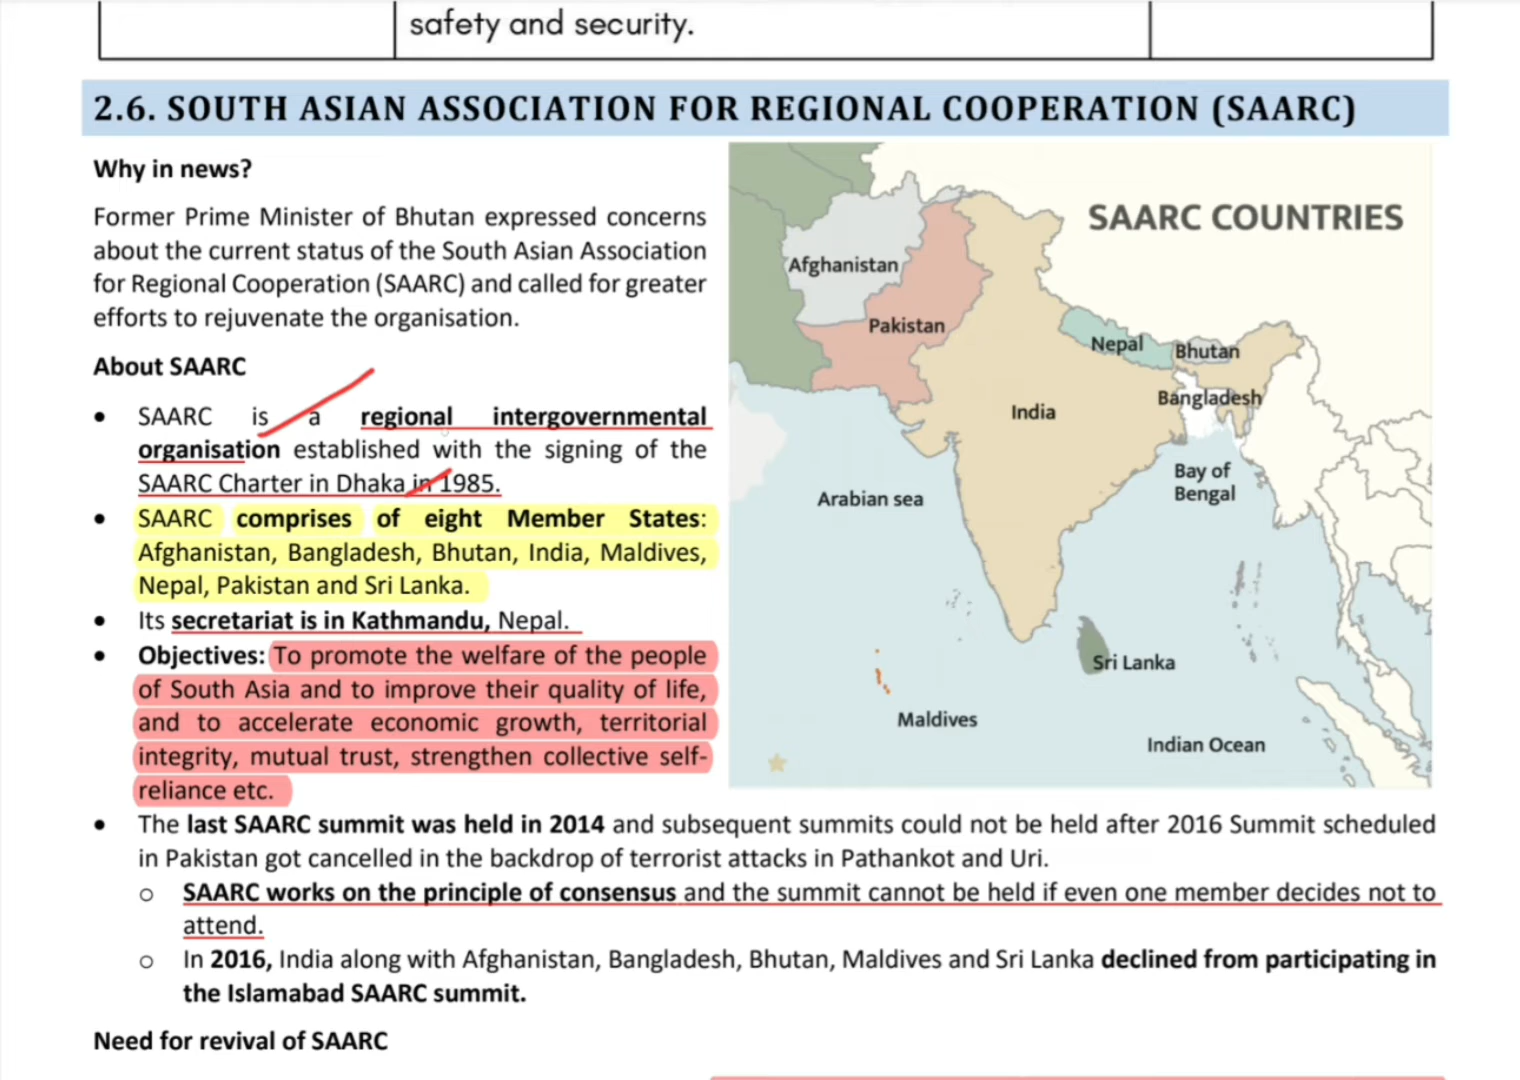 safety and security.
2.6. SOUTH ASIAN ASSOCIATION FOR REGIONAL COOPERATION (SAARC)
Why in news?
Former Prime Minister of Bhutan expressed concerns
about the current status of the South Asian Association
for Regional Cooperation (SAARC) and called for greater
efforts to rejuvenate the organisation.
About SAARC
• SAARC is a regional intergovernmental
organisation established with the signing of the
SAARC Charter in Dhaka in 1985.
• SAARC comprises of eight Member States:
Afghanistan, Bangladesh, Bhutan, India, Maldives,
Nepal, Pakistan and Sri Lanka.
• Its secretariat is in Kathmandu, Nepal.
• Objectives: To promote the welfare of the people
of South Asia and to improve their quality of life,
and to accelerate economic growth, territorial
integrity, mutual trust, strengthen collective self-
reliance etc.
SAARC COUNTRIES
Afghanistan
Pakistan
Nepal
Bhutan
Bangladesh
India
Arabian sea
Bay of
Bengal
Sri Lanka
Maldives
Indian Ocean
• The last SAARC summit was held in 2014 and subsequent summits could not be held after 2016 Summit scheduled
in Pakistan got cancelled in the backdrop of terrorist attacks in Pathankot and Uri.
o SAARC works on the principle of consensus and the summit cannot be held if even one member decides not to
attend.
o In 2016, India along with Afghanistan, Bangladesh, Bhutan, Maldives and Sri Lanka declined from participating in
the Islamabad SAARC summit.
Need for revival of SAARC